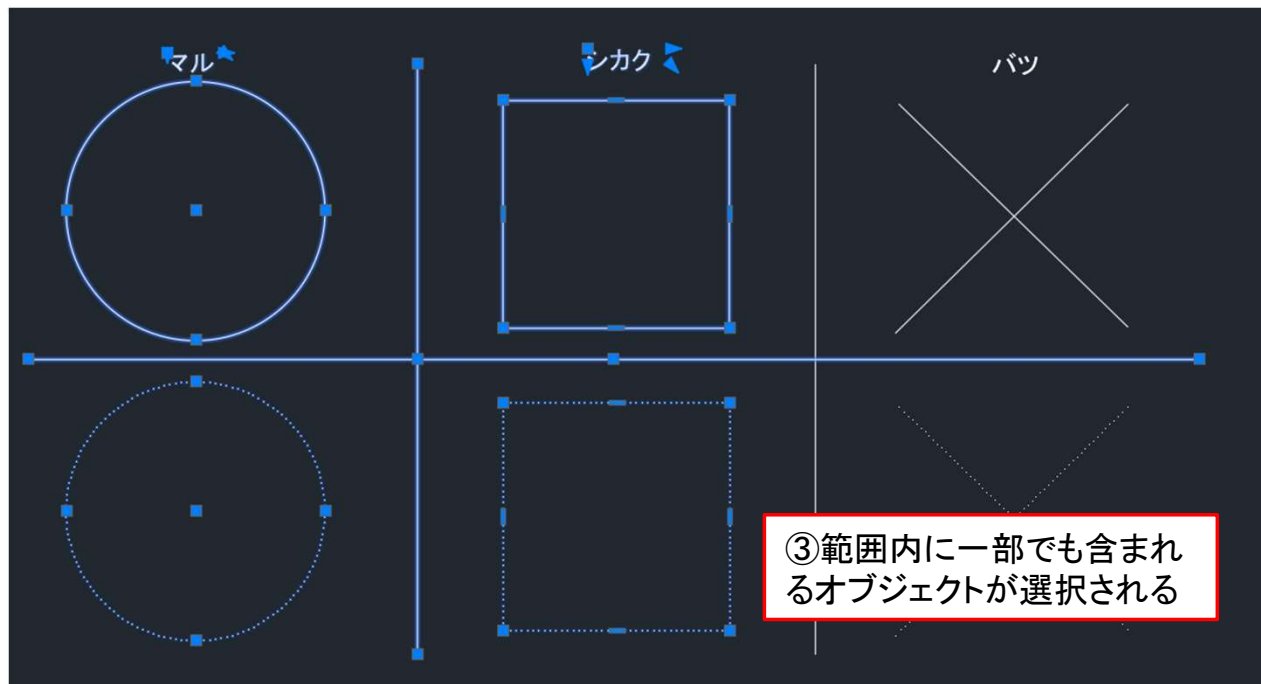 マル
シカク
バツ
③範囲内に一部でも含まれ
るオブジェクトが選択される